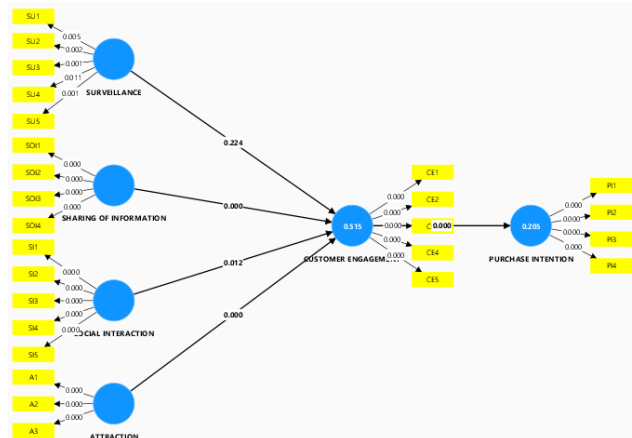 SU1
0.005
SU2
0.002
SU3
0.001
SU4
0.011
SU5
0.001
SURVEILLANCE
0.224
SOI1
0.000
SOI2
0.000
SOI3
0.000
SOI4
0.000
SHARING OF INFORMATION
0.000
SI1
0.000
SI2
0.000
SI3
0.000
SI4
0.000
SI5
0.000
SOCIAL INTERACTION
0.012
A1
0.000
A2
0.000
A3
0.000
ATTRACTION
0.000
0.515
CUSTOMER ENGAGEMENT
CE1
0.000
CE2
0.000
0.000
CE4
0.000
CE5
0.000
0.000
0.205
PURCHASE INTENTION
PI1
0.000
PI2
0.000
PI3
0.000
PI4
0.000